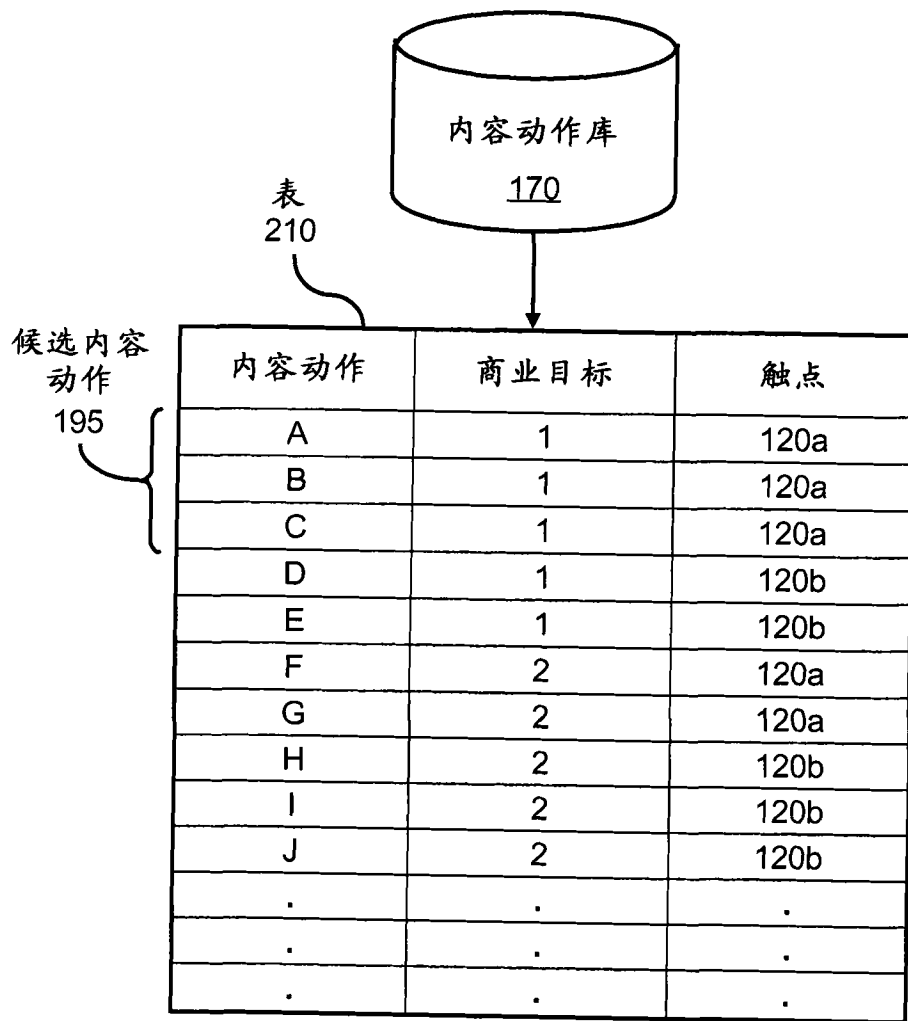 内容动作库
170
表
210
候选内容
动作
195
内容动作 商业目标 触点
A 1 120a
B 1 120a
C 1 120a
D 1 120b
E 1 120b
F 2 120a
G 2 120a
H 2 120b
I 2 120b
J 2 120b
. . .
. . .
. . .